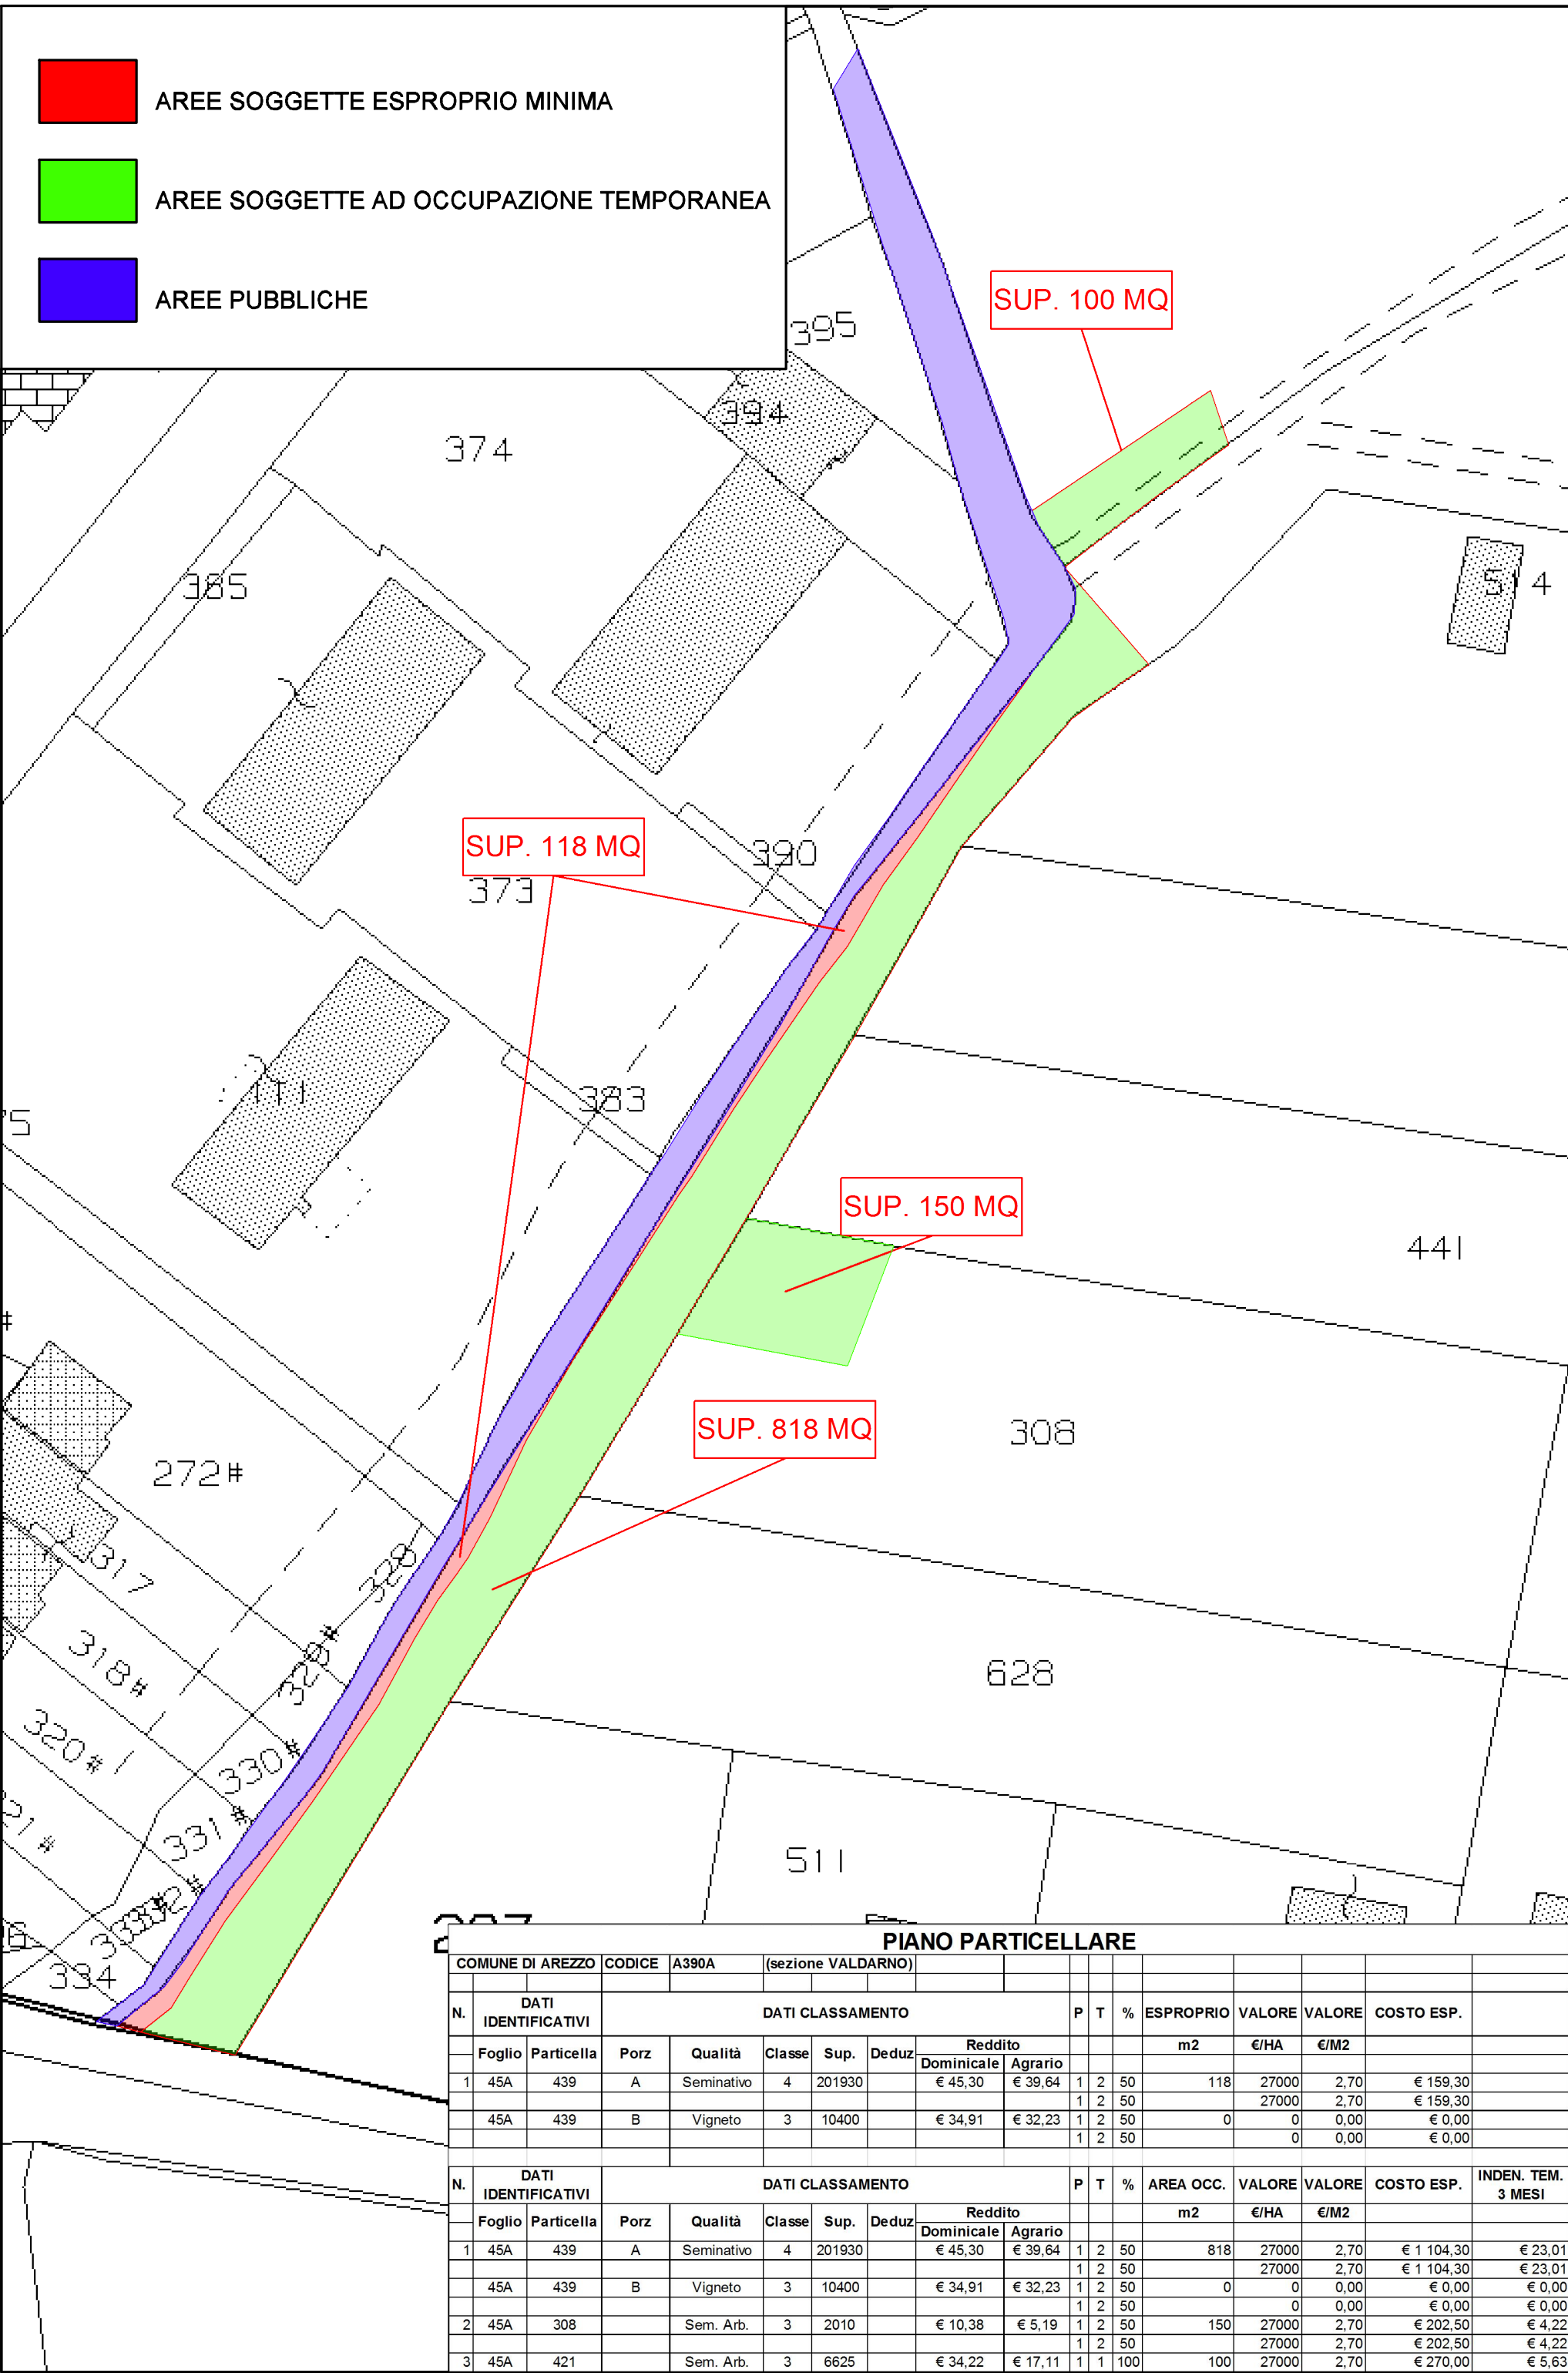 AREE SOGGETTE ESPROPRIO MINIMA
AREE SOGGETTE AD OCCUPAZIONE TEMPORANEA
AREE PUBBLICHE
SUP. 100 MQ
395
394
374
385
514
SUP. 118 MQ
390
373
383
SUP. 150 MQ
441
SUP. 818 MQ
308
272#
317
328
318#
628
320#
330#
331#
511
334
PIANO PARTICELLARE
COMUNE DI AREZZO CODICE A390A (sezione VALDARNO)
N. DATI IDENTIFICATIVI DATI CLASSAMENTO P T % ESPROPRIO VALORE VALORE COSTO ESP.
Foglio Particella Porz Qualità Classe Sup. Deduz Reddito m2 €/HA €/M2
Dominicale Agrario
1 45A 439 A Seminativo 4 201930 € 45,30 € 39,64 1 2 50 118 27000 2,70 € 159,30
1 2 50 27000 2,70 € 159,30
45A 439 B Vigneto 3 10400 € 34,91 € 32,23 1 2 50 0 0 0,00 € 0,00
1 2 50 0 0,00 € 0,00
N. DATI IDENTIFICATIVI DATI CLASSAMENTO P T % AREA OCC. VALORE VALORE COSTO ESP. INDEN. TEM. 3 MESI
Foglio Particella Porz Qualità Classe Sup. Deduz Reddito m2 €/HA €/M2
Dominicale Agrario
1 45A 439 A Seminativo 4 201930 € 45,30 € 39,64 1 2 50 818 27000 2,70 € 1 104,30 € 23,01
1 2 50 27000 2,70 € 1 104,30 € 23,01
45A 439 B Vigneto 3 10400 € 34,91 € 32,23 1 2 50 0 0 0,00 € 0,00 € 0,00
1 2 50 0 0,00 € 0,00 € 0,00
2 45A 308 Sem. Arb. 3 2010 € 10,38 € 5,19 1 2 50 150 27000 2,70 € 202,50 € 4,22
1 2 50 27000 2,70 € 202,50 € 4,22
3 45A 421 Sem. Arb. 3 6625 € 34,22 € 17,11 1 1 100 100 27000 2,70 € 270,00 € 5,63